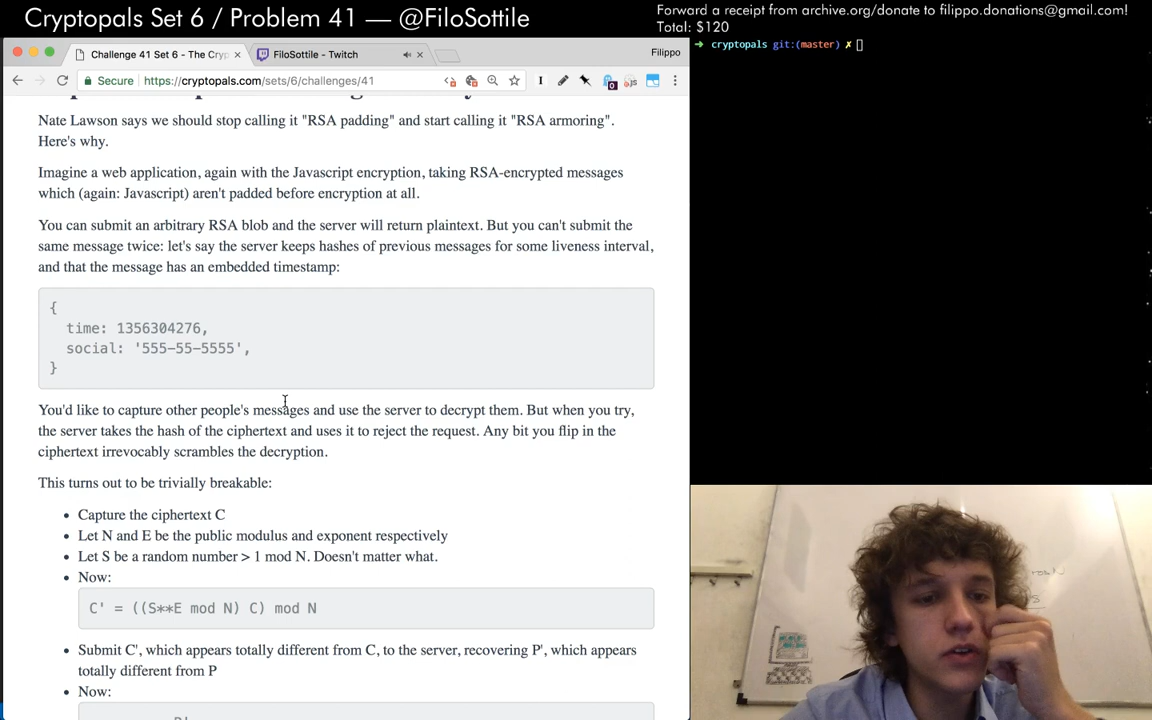 Cryptopals Set 6 / Problem 41 — @FiloSottile
Forward a receipt from archive.org/donate to filippo.donations@gmail.com!
Total: $120
Challenge 41 Set 6 - The Cryp
FiloSottile - Twitch
Filippo
Secure https://cryptopals.com/sets/6/challenges/41
→ cryptopals git:(master) ✗
Nate Lawson says we should stop calling it "RSA padding" and start calling it "RSA armoring".
Here's why.
Imagine a web application, again with the Javascript encryption, taking RSA-encrypted messages
which (again: Javascript) aren't padded before encryption at all.
You can submit an arbitrary RSA blob and the server will return plaintext. But you can't submit the
same message twice: let's say the server keeps hashes of previous messages for some liveness interval,
and that the message has an embedded timestamp:
{
time: 1356304276,
social: '555-55-5555',
}
You'd like to capture other people's messages and use the server to decrypt them. But when you try,
the server takes the hash of the ciphertext and uses it to reject the request. Any bit you flip in the
ciphertext irrevocably scrambles the decryption.
This turns out to be trivially breakable:
• Capture the ciphertext C
• Let N and E be the public modulus and exponent respectively
• Let S be a random number > 1 mod N. Doesn't matter what.
• Now:
C' = ((S**E mod N) C) mod N
• Submit C', which appears totally different from C, to the server, recovering P', which appears
totally different from P
• Now: